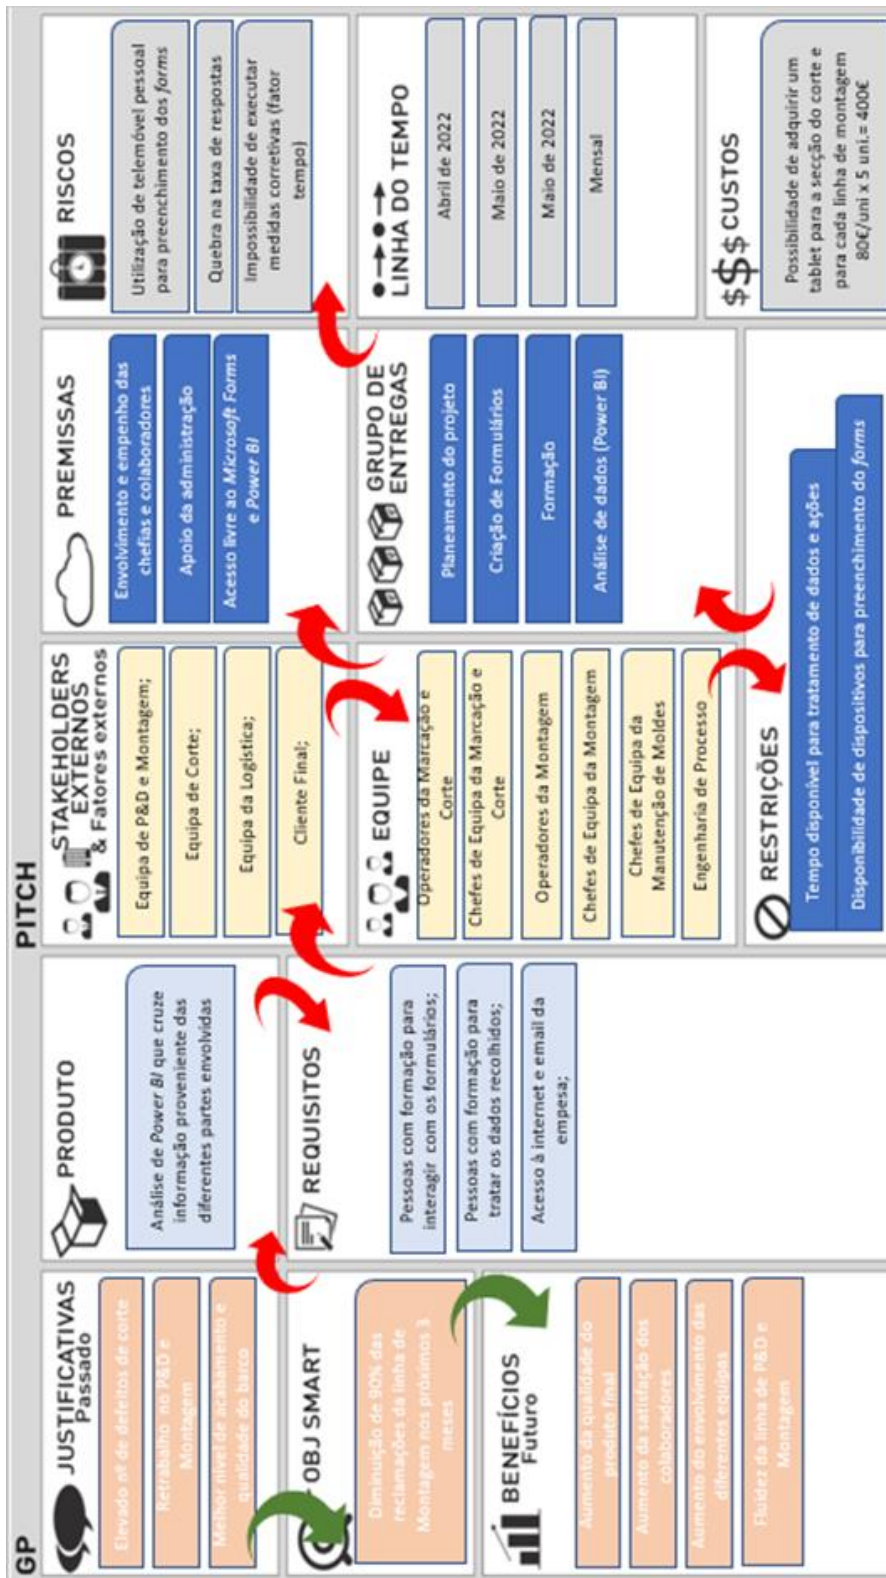 GP
PITCH
JUSTIFICATIVAS
Passado
Elevado nº de defeitos de corte
Retrabalho no P&D e
Montagem
Melhor nível de acabamento e
qualidade do barco
OBJ SMART
Diminuição de 90% das
reclamações da linha de
Montagem nos próximos 3
meses
BENEFÍCIOS
Futuro
Aumento da qualidade do
produto final
Aumento da satisfação dos
colaboradores
Aumento do envolvimento das
diferentes equipas
Fluidez da linha de P&D e
Montagem
PRODUTO
Análise de Power BI que cruze
informação proveniente das
diferentes partes envolvidas
REQUISITOS
Pessoas com formação para
interagir com os formulários;
Pessoas com formação para
tratar os dados recolhidos;
Acesso à internet e email da
empesa;
STAKEHOLDERS
EXTERNOS
& Fatores externos
Equipa de P&D e Montagem;
Equipa de Corte;
Equipa da Logística;
Cliente Final;
EQUIPE
Operadores da Marcação e
Corte
Chefes de Equipa da Marcação e
Corte
Operadores da Montagem
Chefes de Equipa da Montagem
Chefes de Equipa da
Manutenção de Moldes
Engenharia de Processo
PREMISSAS
Envolvimento e empenho das
chefias e colaboradores
Apoio da administração
Acesso livre ao Microsoft Forms
e Power BI
GRUPO DE
ENTREGAS
Planeamento do projeto
Criação de Formulários
Formação
Análise de dados (Power BI)
RESTRIÇÕES
Tempo disponível para tratamento de dados e ações
Disponibilidade de dispositivos para preenchimento do forms
RISCOS
Utilização de telemóvel pessoal
para preenchimento dos forms
Quebra na taxa de respostas
Impossibilidade de executar
medidas corretivas (fator
tempo)
LINHA DO TEMPO
Abril de 2022
Maio de 2022
Maio de 2022
Mensal
$$$ CUSTOS
Possibilidade de adquirir um
tablet para a secção do corte e
para cada linha de montagem
80€/uni x 5 uni.= 400€